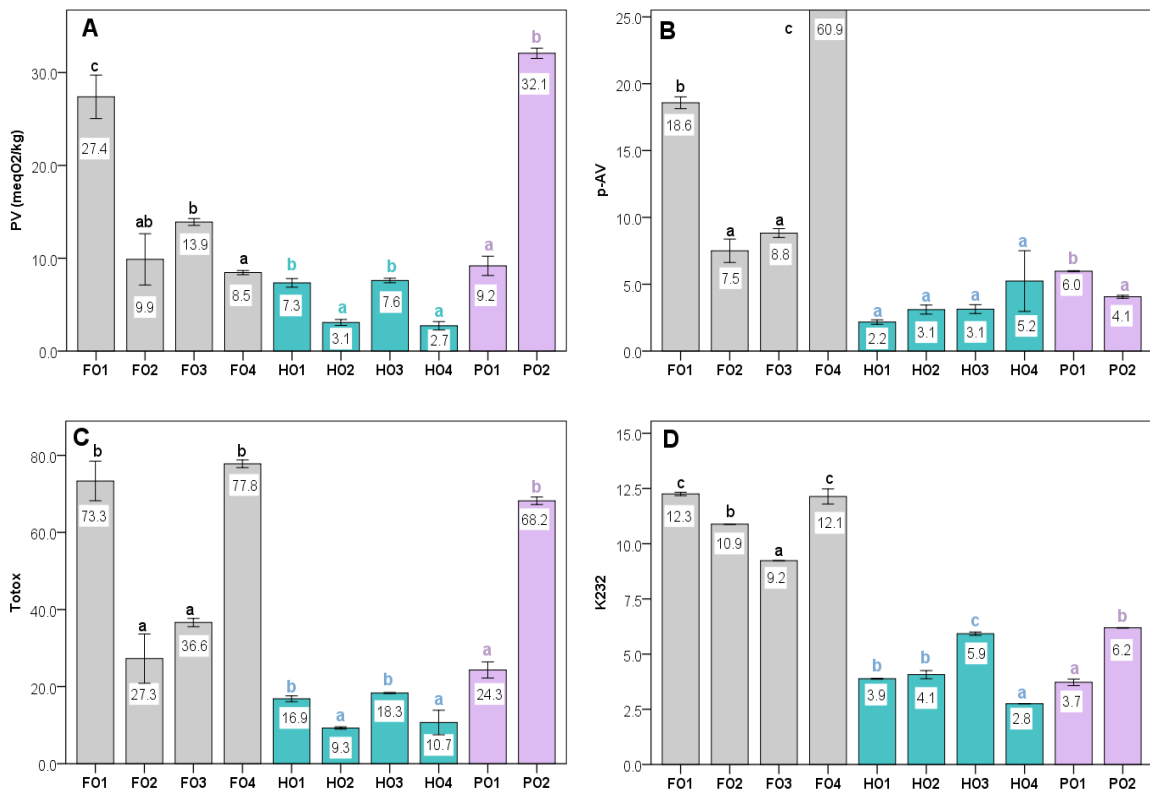 A
PV (meqO2/kg)
30.0
20.0
10.0
0.0
c
27.4
ab
9.9
b
13.9
a
8.5
b
7.3
a
3.1
b
7.6
a
2.7
a
9.2
b
32.1
FO1 FO2 FO3 FO4 HO1 HO2 HO3 HO4 PO1 PO2
B
p-AV
25.0
20.0
15.0
10.0
5.0
0.0
b
18.6
a
7.5
a
8.8
c
60.9
a
2.2
a
3.1
a
3.1
a
5.2
b
6.0
a
4.1
FO1 FO2 FO3 FO4 HO1 HO2 HO3 HO4 PO1 PO2
C
Totox
80.0
60.0
40.0
20.0
0.0
b
73.3
a
27.3
a
36.6
b
77.8
b
16.9
a
9.3
b
18.3
a
10.7
a
24.3
b
68.2
FO1 FO2 FO3 FO4 HO1 HO2 HO3 HO4 PO1 PO2
D
K232
15.0
12.5
10.0
7.5
5.0
2.5
0.0
c
12.3
b
10.9
a
9.2
c
12.1
b
3.9
b
4.1
c
5.9
a
2.8
a
3.7
b
6.2
FO1 FO2 FO3 FO4 HO1 HO2 HO3 HO4 PO1 PO2